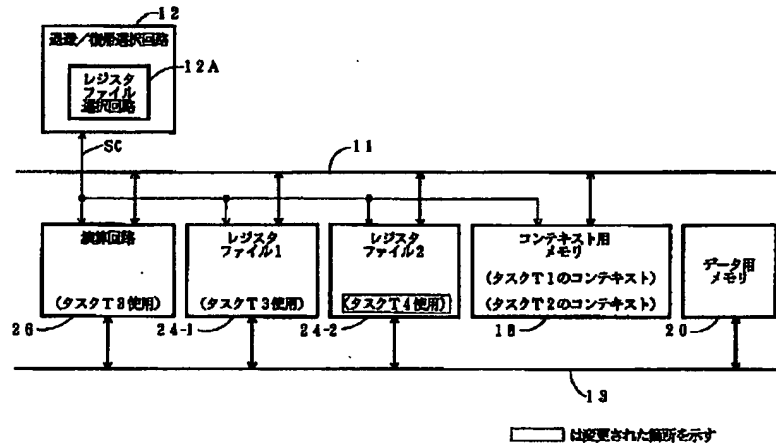 12
退避/復帰選択回路
12A
レジスタ
ファイル
選択回路
SC
11
演算回路
(タスクT3使用)
26
レジスタ
ファイル1
(タスクT3使用)
24-1
レジスタ
ファイル2
(タスクT4使用)
24-2
コンテキスト用
メモリ
(タスクT1のコンテキスト)
(タスクT2のコンテキスト)
18
データ用
メモリ
20
13
は変更された箇所を示す